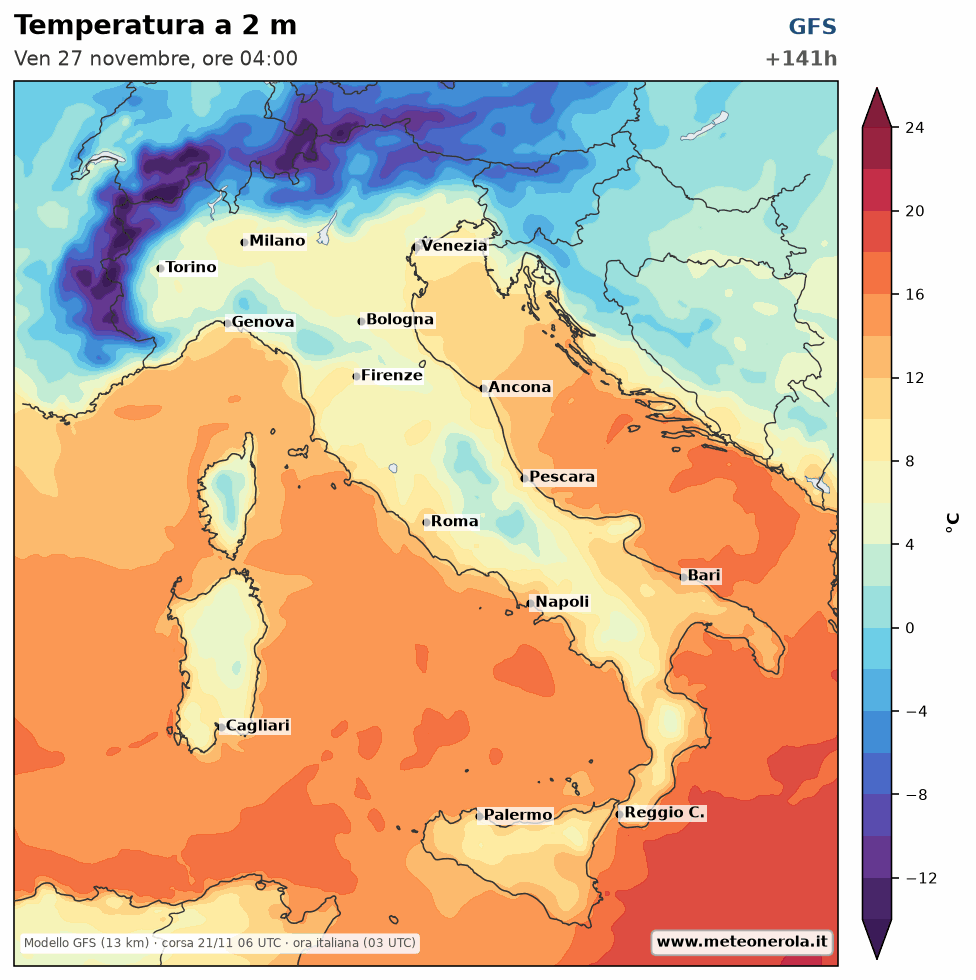 Temperatura a 2 m
GFS
Ven 27 novembre, ore 04:00
+141h
Milano
Venezia
Torino
Genova
Bologna
Firenze
Ancona
Pescara
Roma
Bari
Napoli
Cagliari
Palermo
Reggio C.
24
20
16
12
8
4
0
−4
−8
−12
°C
Modello GFS (13 km) · corsa 21/11 06 UTC · ora italiana (03 UTC)
www.meteonerola.it